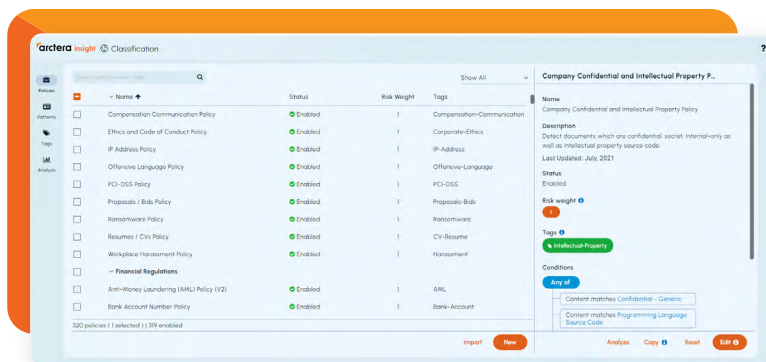 arctera insight Classification
?
Policies
Patterns
Tags
Analyze
Show All
Name Status Risk Weight Tags
Compensation Communication Policy Enabled 1 Compensation-Communication
Ethics and Code of Conduct Policy Enabled 1 Corporate-Ethics
IP Address Policy Enabled 1 IP-Address
Offensive Language Policy Enabled 1 Offensive-Language
PCI-DSS Policy Enabled 1 PCI-DSS
Proposals / Bids Policy Enabled 1 Proposals-Bids
Ransomware Policy Enabled 1 Ransomware
Resumes / CVs Policy Enabled 1 CV-Resume
Workplace Harassment Policy Enabled 1 Harassment
Financial Regulations
Anti-Money Laundering (AML) Policy (V2) Enabled 1 AML
Bank Account Number Policy Enabled 1 Bank-Account
320 policies ( 1 selected ) | 319 enabled
Import New
Company Confidential and Intellectual Property P...
Name
Company Confidential and Intellectual Property Policy
Description
Detect documents which are confidential, secret, internal-only as
well as intellectual property source code.
Last Updated: July, 2021
Status
Enabled
Risk weight
1
Tags
Intellectual-Property
Conditions
Any of
Content matches Confidential - Generic
Content matches Programming Language
Source Code
Analyze Copy Reset Edit